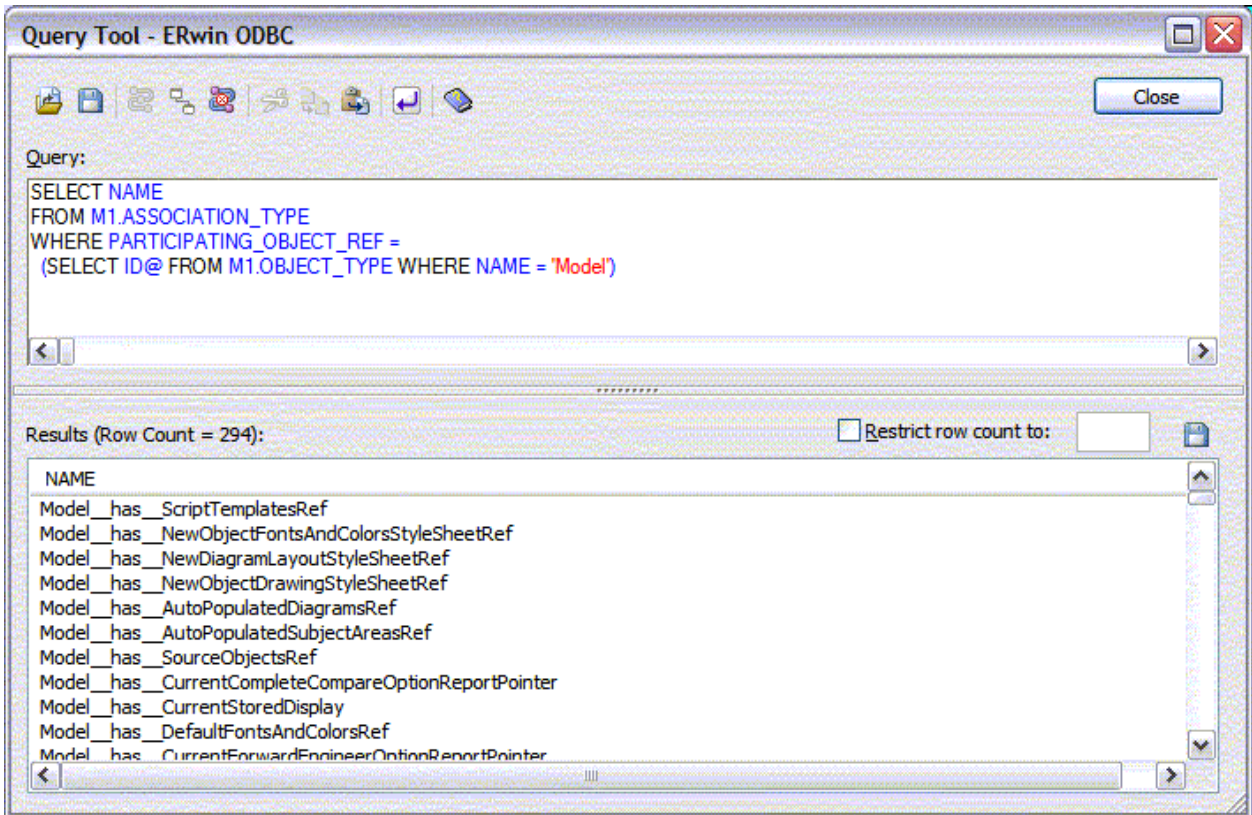 Query Tool - ERwin ODBC
Close
Query:
SELECT NAME
FROM M1.ASSOCIATION_TYPE
WHERE PARTICIPATING_OBJECT_REF =
(SELECT ID@ FROM M1.OBJECT_TYPE WHERE NAME = 'Model')
Results (Row Count = 294):
Restrict row count to:
NAME
Model__has__ScriptTemplatesRef
Model__has__NewObjectFontsAndColorsStyleSheetRef
Model__has__NewDiagramLayoutStyleSheetRef
Model__has__NewObjectDrawingStyleSheetRef
Model__has__AutoPopulatedDiagramsRef
Model__has__AutoPopulatedSubjectAreasRef
Model__has__SourceObjectsRef
Model__has__CurrentCompleteCompareOptionReportPointer
Model__has__CurrentStoredDisplay
Model__has__DefaultFontsAndColorsRef
Model__has__CurrentForwardEngineerOptionReportPointer